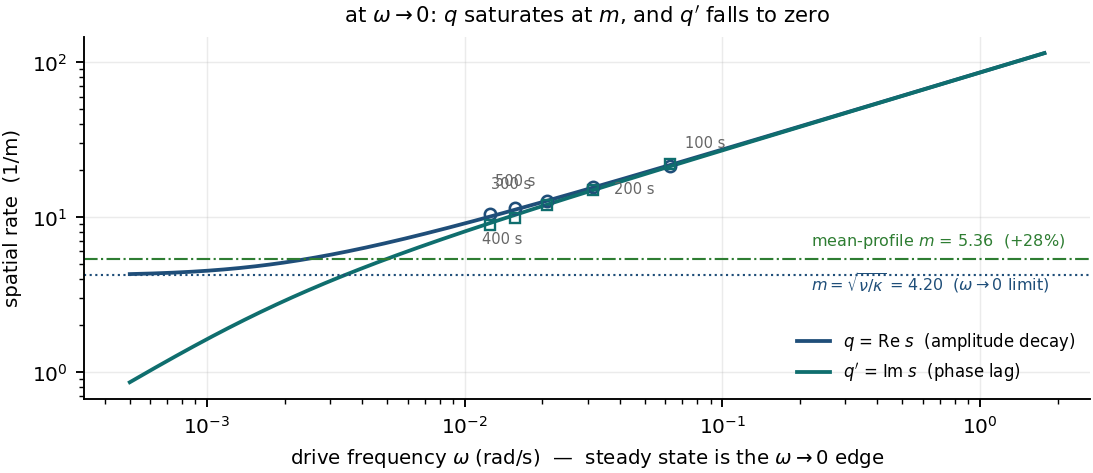 at ω→0: q saturates at m, and q′ falls to zero
spatial rate (1/m)
10²
10¹
10⁰
100 s
500 s
300 s
200 s
400 s
mean-profile m = 5.36 (+28%)
m = √ν/κ = 4.20 (ω→0 limit)
q = Re s (amplitude decay)
q′ = Im s (phase lag)
10⁻³
10⁻²
10⁻¹
10⁰
drive frequency ω (rad/s) — steady state is the ω→0 edge